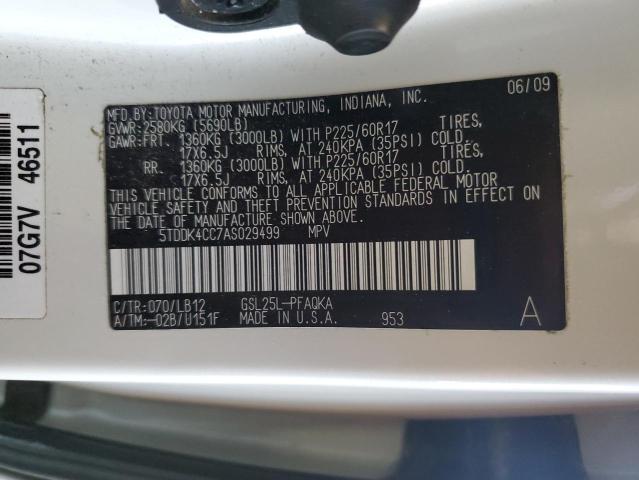 MFD.BY:TOYOTA MOTOR MANUFACTURING, INDIANA, INC. 06/09
GVWR:2580KG (5690LB)
GAWR:FRT. 1360KG (3000LB) WITH P225/60R17 TIRES,
17X6.5J RIMS, AT 240KPA (35PSI) COLD.
RR. 1360KG (3000LB) WITH P225/60R17 TIRES,
17X6.5J RIMS, AT 240KPA (35PSI) COLD.
THIS VEHICLE CONFORMS TO ALL APPLICABLE FEDERAL MOTOR
VEHICLE SAFETY AND THEFT PREVENTION STANDARDS IN EFFECT
ON THE DATE OF MANUFACTURE SHOWN ABOVE.
5TDDK4CC7AS029499 MPV
C/TR:070/LB12 GSL25L-PFAQKA A
A/TM:-02B/U151F MADE IN U.S.A. 953
07G7V 46511